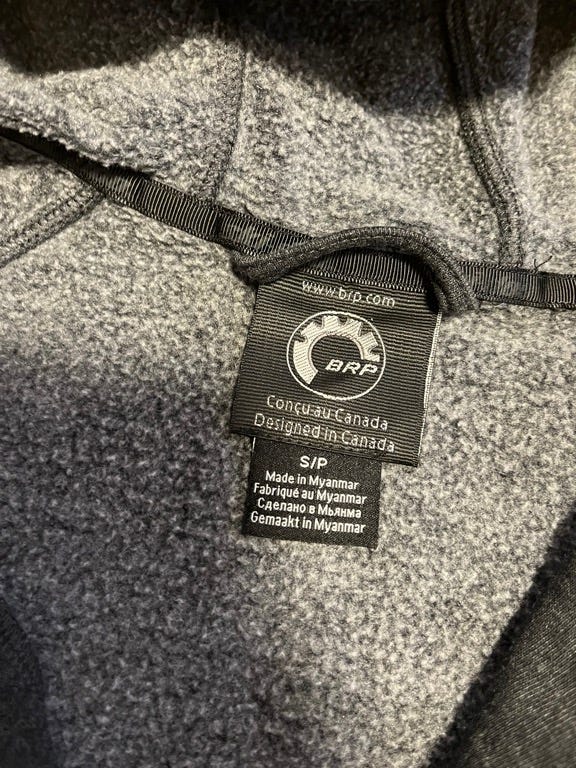 www.brp.com
BRP
Conçu au Canada
Designed in Canada
S/P
Made in Myanmar
Fabriqué au Myanmar
Сделано в Мьянма
Gemaakt in Myanmar